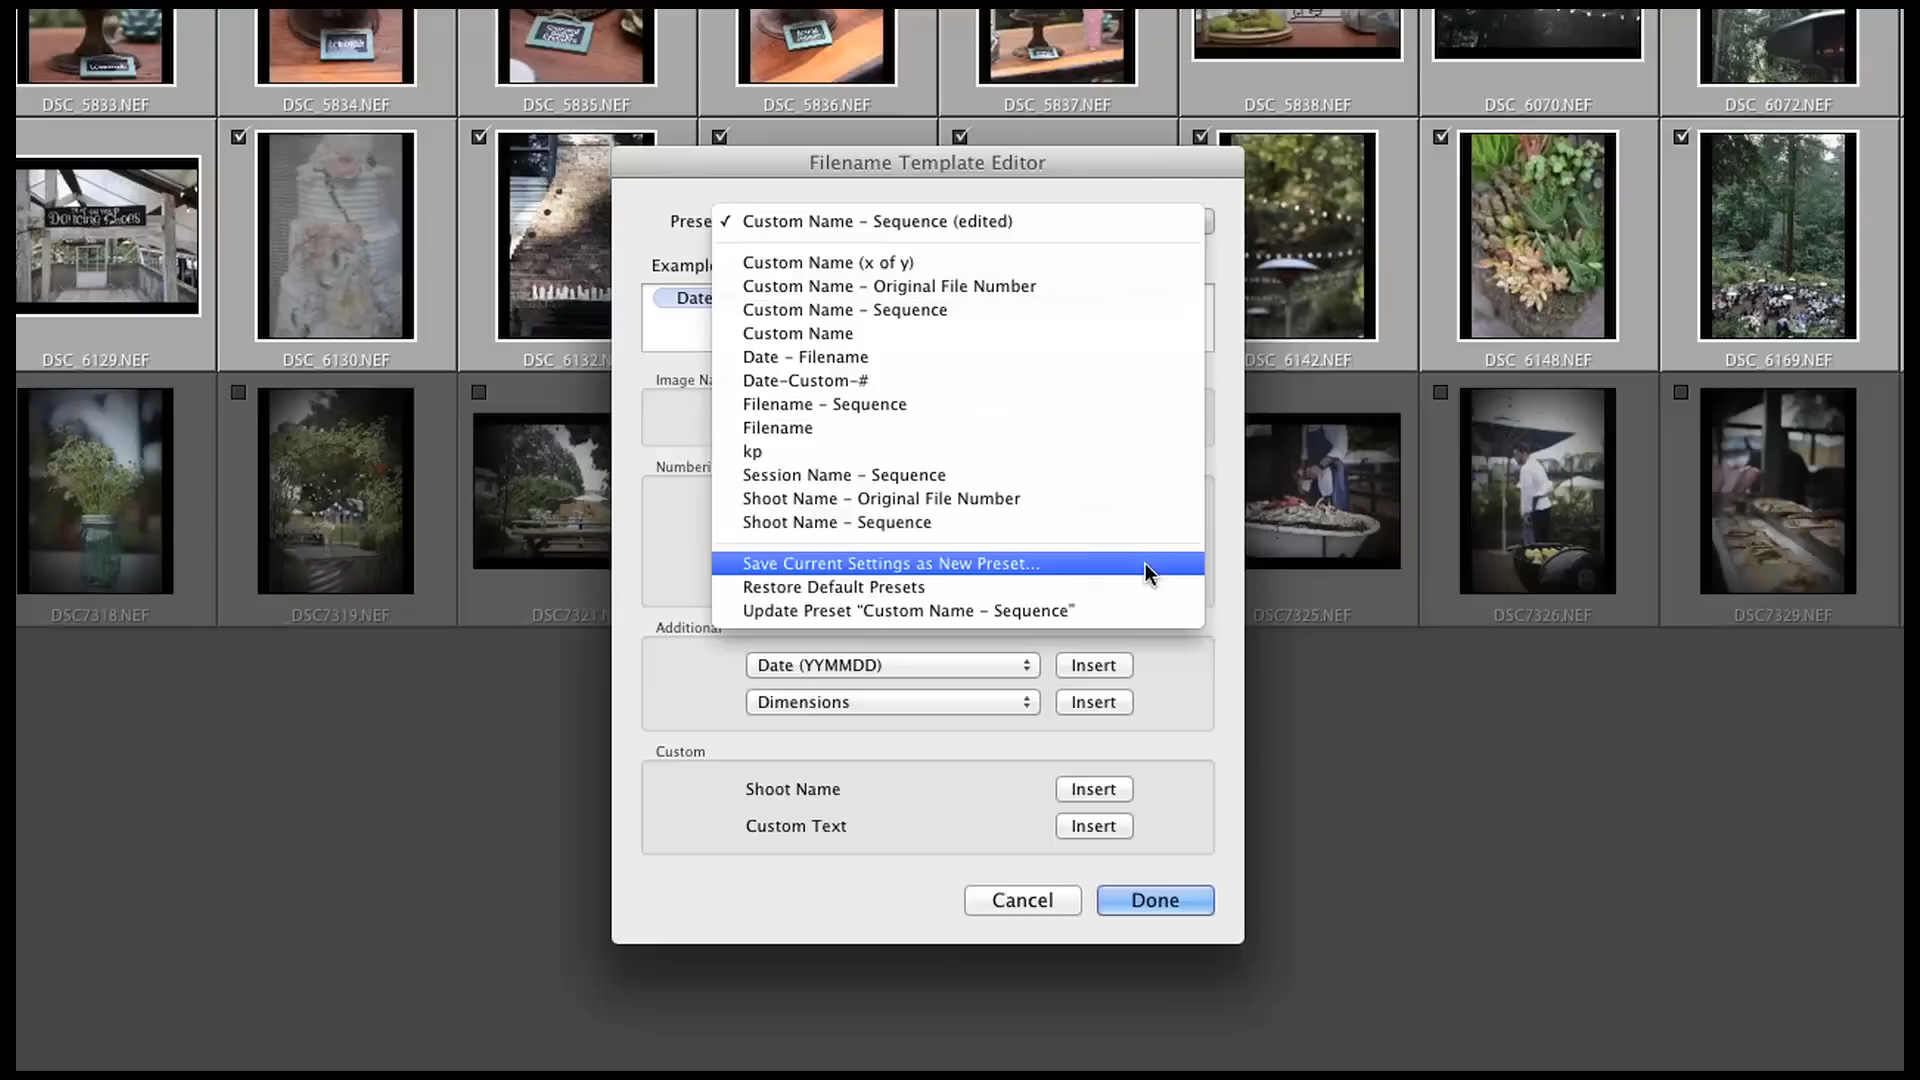 DSC_5833.NEF
DSC_5834.NEF
DSC_5835.NEF
DSC_5836.NEF
DSC_5837.NEF
DSC_5838.NEF
DSC_6070.NEF
DSC_6072.NEF
Dancing Shoes
DSC_6129.NEF
DSC_6130.NEF
DSC_6132.
DSC_6142.NEF
DSC_6148.NEF
DSC_6169.NEF
DSC7318.NEF
DSC7319.NEF
DSC7321
DSC7325.NEF
DSC7326.NEF
DSC7329.NEF
Filename Template Editor
Prese
✓ Custom Name – Sequence (edited)
Custom Name (x of y)
Custom Name – Original File Number
Custom Name – Sequence
Custom Name
Date – Filename
Date-Custom-#
Filename – Sequence
Filename
kp
Session Name – Sequence
Shoot Name – Original File Number
Shoot Name – Sequence
Save Current Settings as New Preset...
Restore Default Presets
Update Preset “Custom Name – Sequence”
Exampl
Date
Image Na
Numberi
Additional
Date (YYMMDD) Insert
Dimensions Insert
Custom
Shoot Name Insert
Custom Text Insert
Cancel Done